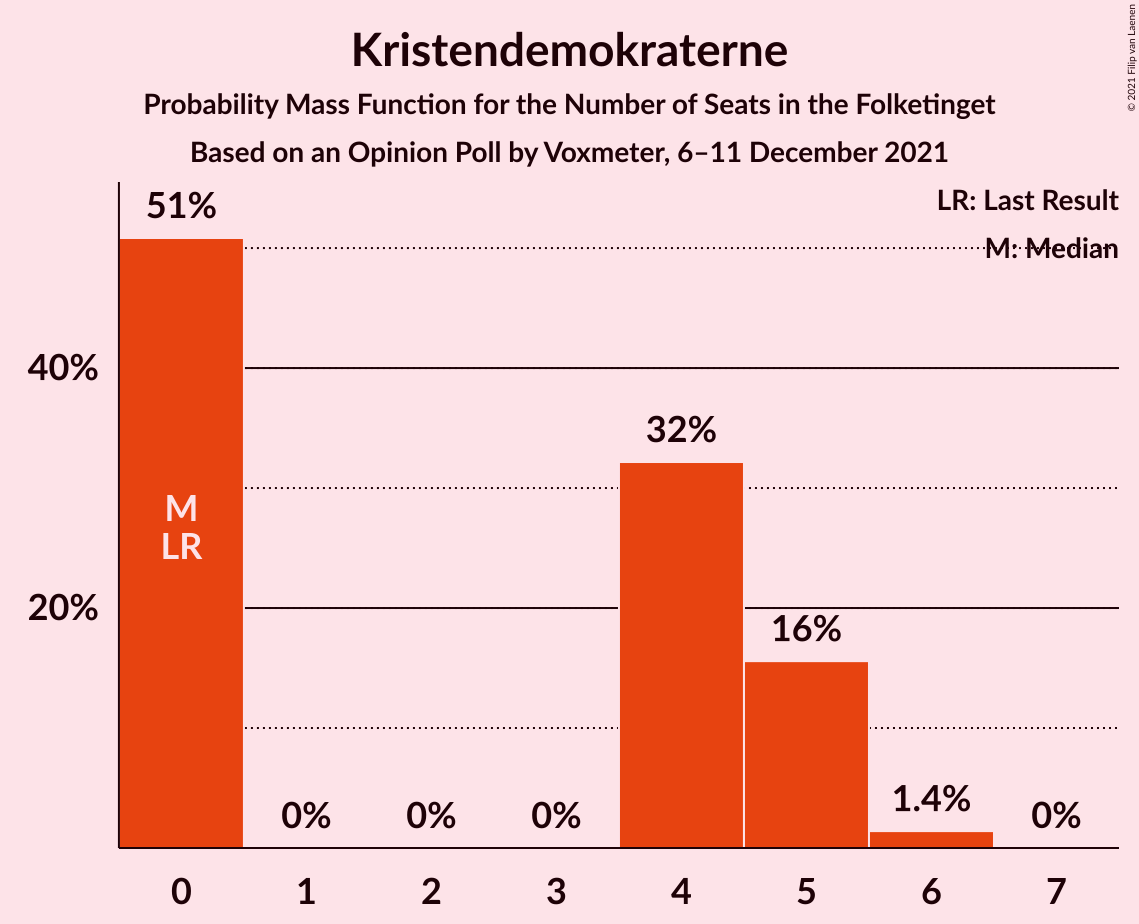 Kristendemokraterne
Probability Mass Function for the Number of Seats in the Folketinget
Based on an Opinion Poll by Voxmeter, 6–11 December 2021
© 2021 Filip van Laenen
LR: Last Result
M: Median
51%
40%
32%
M
LR
20%
16%
0%
0%
0%
1.4%
0%
0
1
2
3
4
5
6
7